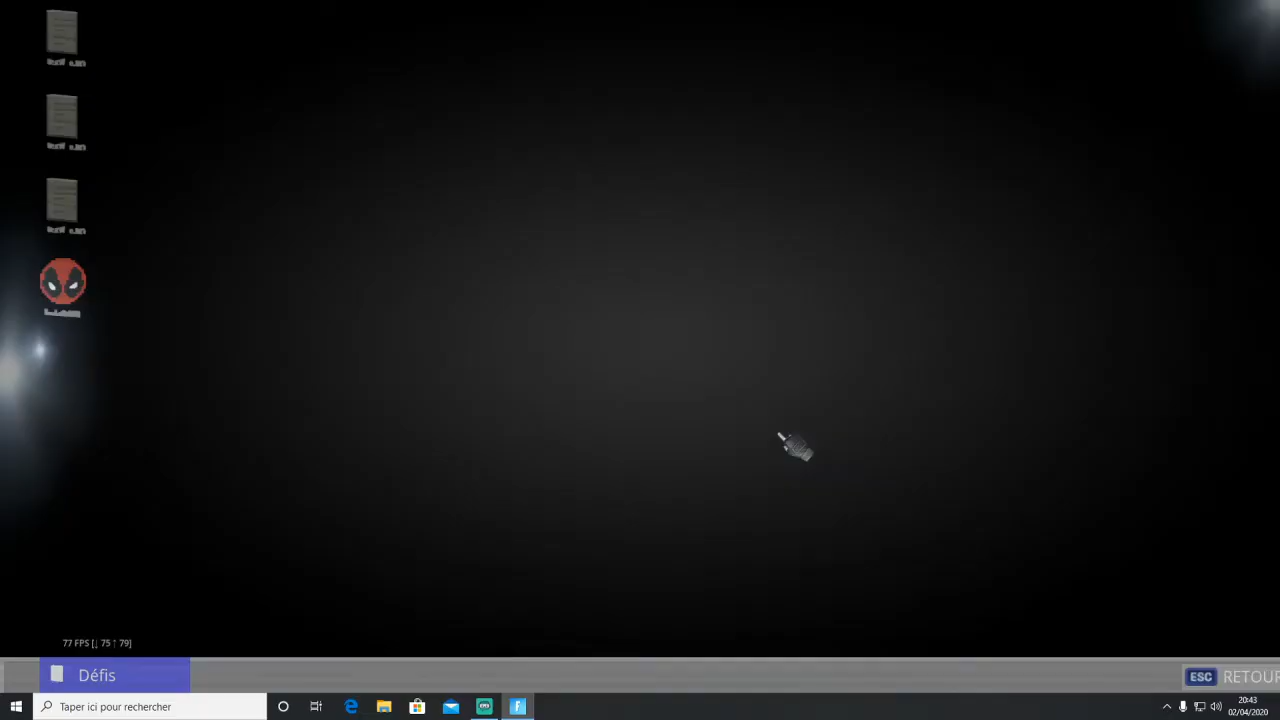 77 FPS [↓ 75 ↑ 79]
Défis
ESC RETOUR
Taper ici pour rechercher
20:43
02/04/2020